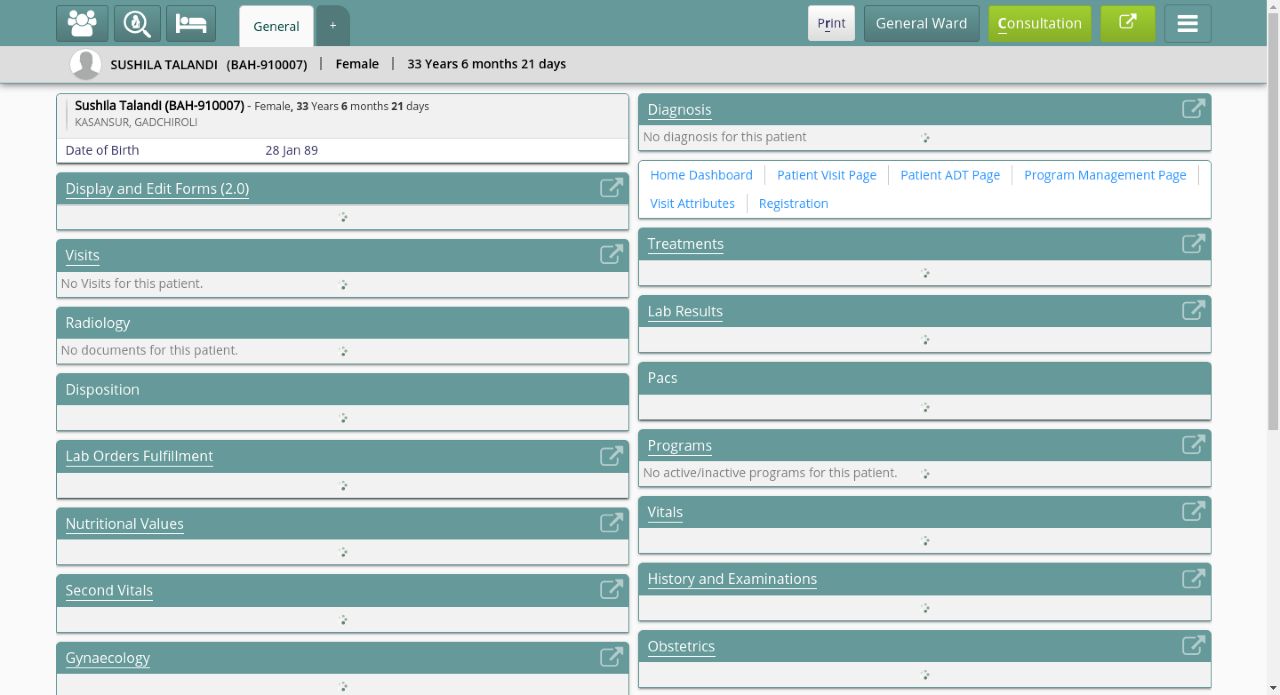 General
+
Print
General Ward
Consultation
SUSHILA TALANDI (BAH-910007) | Female | 33 Years 6 months 21 days
Sushila Talandi (BAH-910007) - Female, 33 Years 6 months 21 days
KASANSUR, GADCHIROLI
Date of Birth 28 Jan 89
Display and Edit Forms (2.0)
Visits
No Visits for this patient.
Radiology
No documents for this patient.
Disposition
Lab Orders Fulfillment
Nutritional Values
Second Vitals
Gynaecology
Diagnosis
No diagnosis for this patient
Home Dashboard
Patient Visit Page
Patient ADT Page
Program Management Page
Visit Attributes
Registration
Treatments
Lab Results
Pacs
Programs
No active/inactive programs for this patient.
Vitals
History and Examinations
Obstetrics